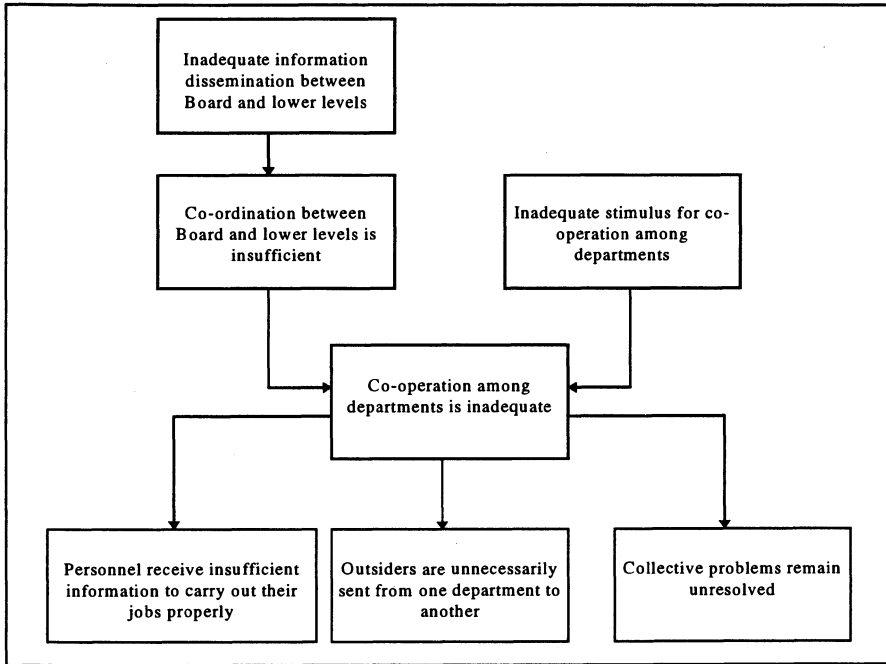 Inadequate information
dissemination between
Board and lower levels
Co-ordination between
Board and lower levels is
insufficient
Inadequate stimulus for co-
operation among
departments
Co-operation among
departments is inadequate
Personnel receive insufficient
information to carry out their
jobs properly
Outsiders are unnecessarily
sent from one department to
another
Collective problems remain
unresolved